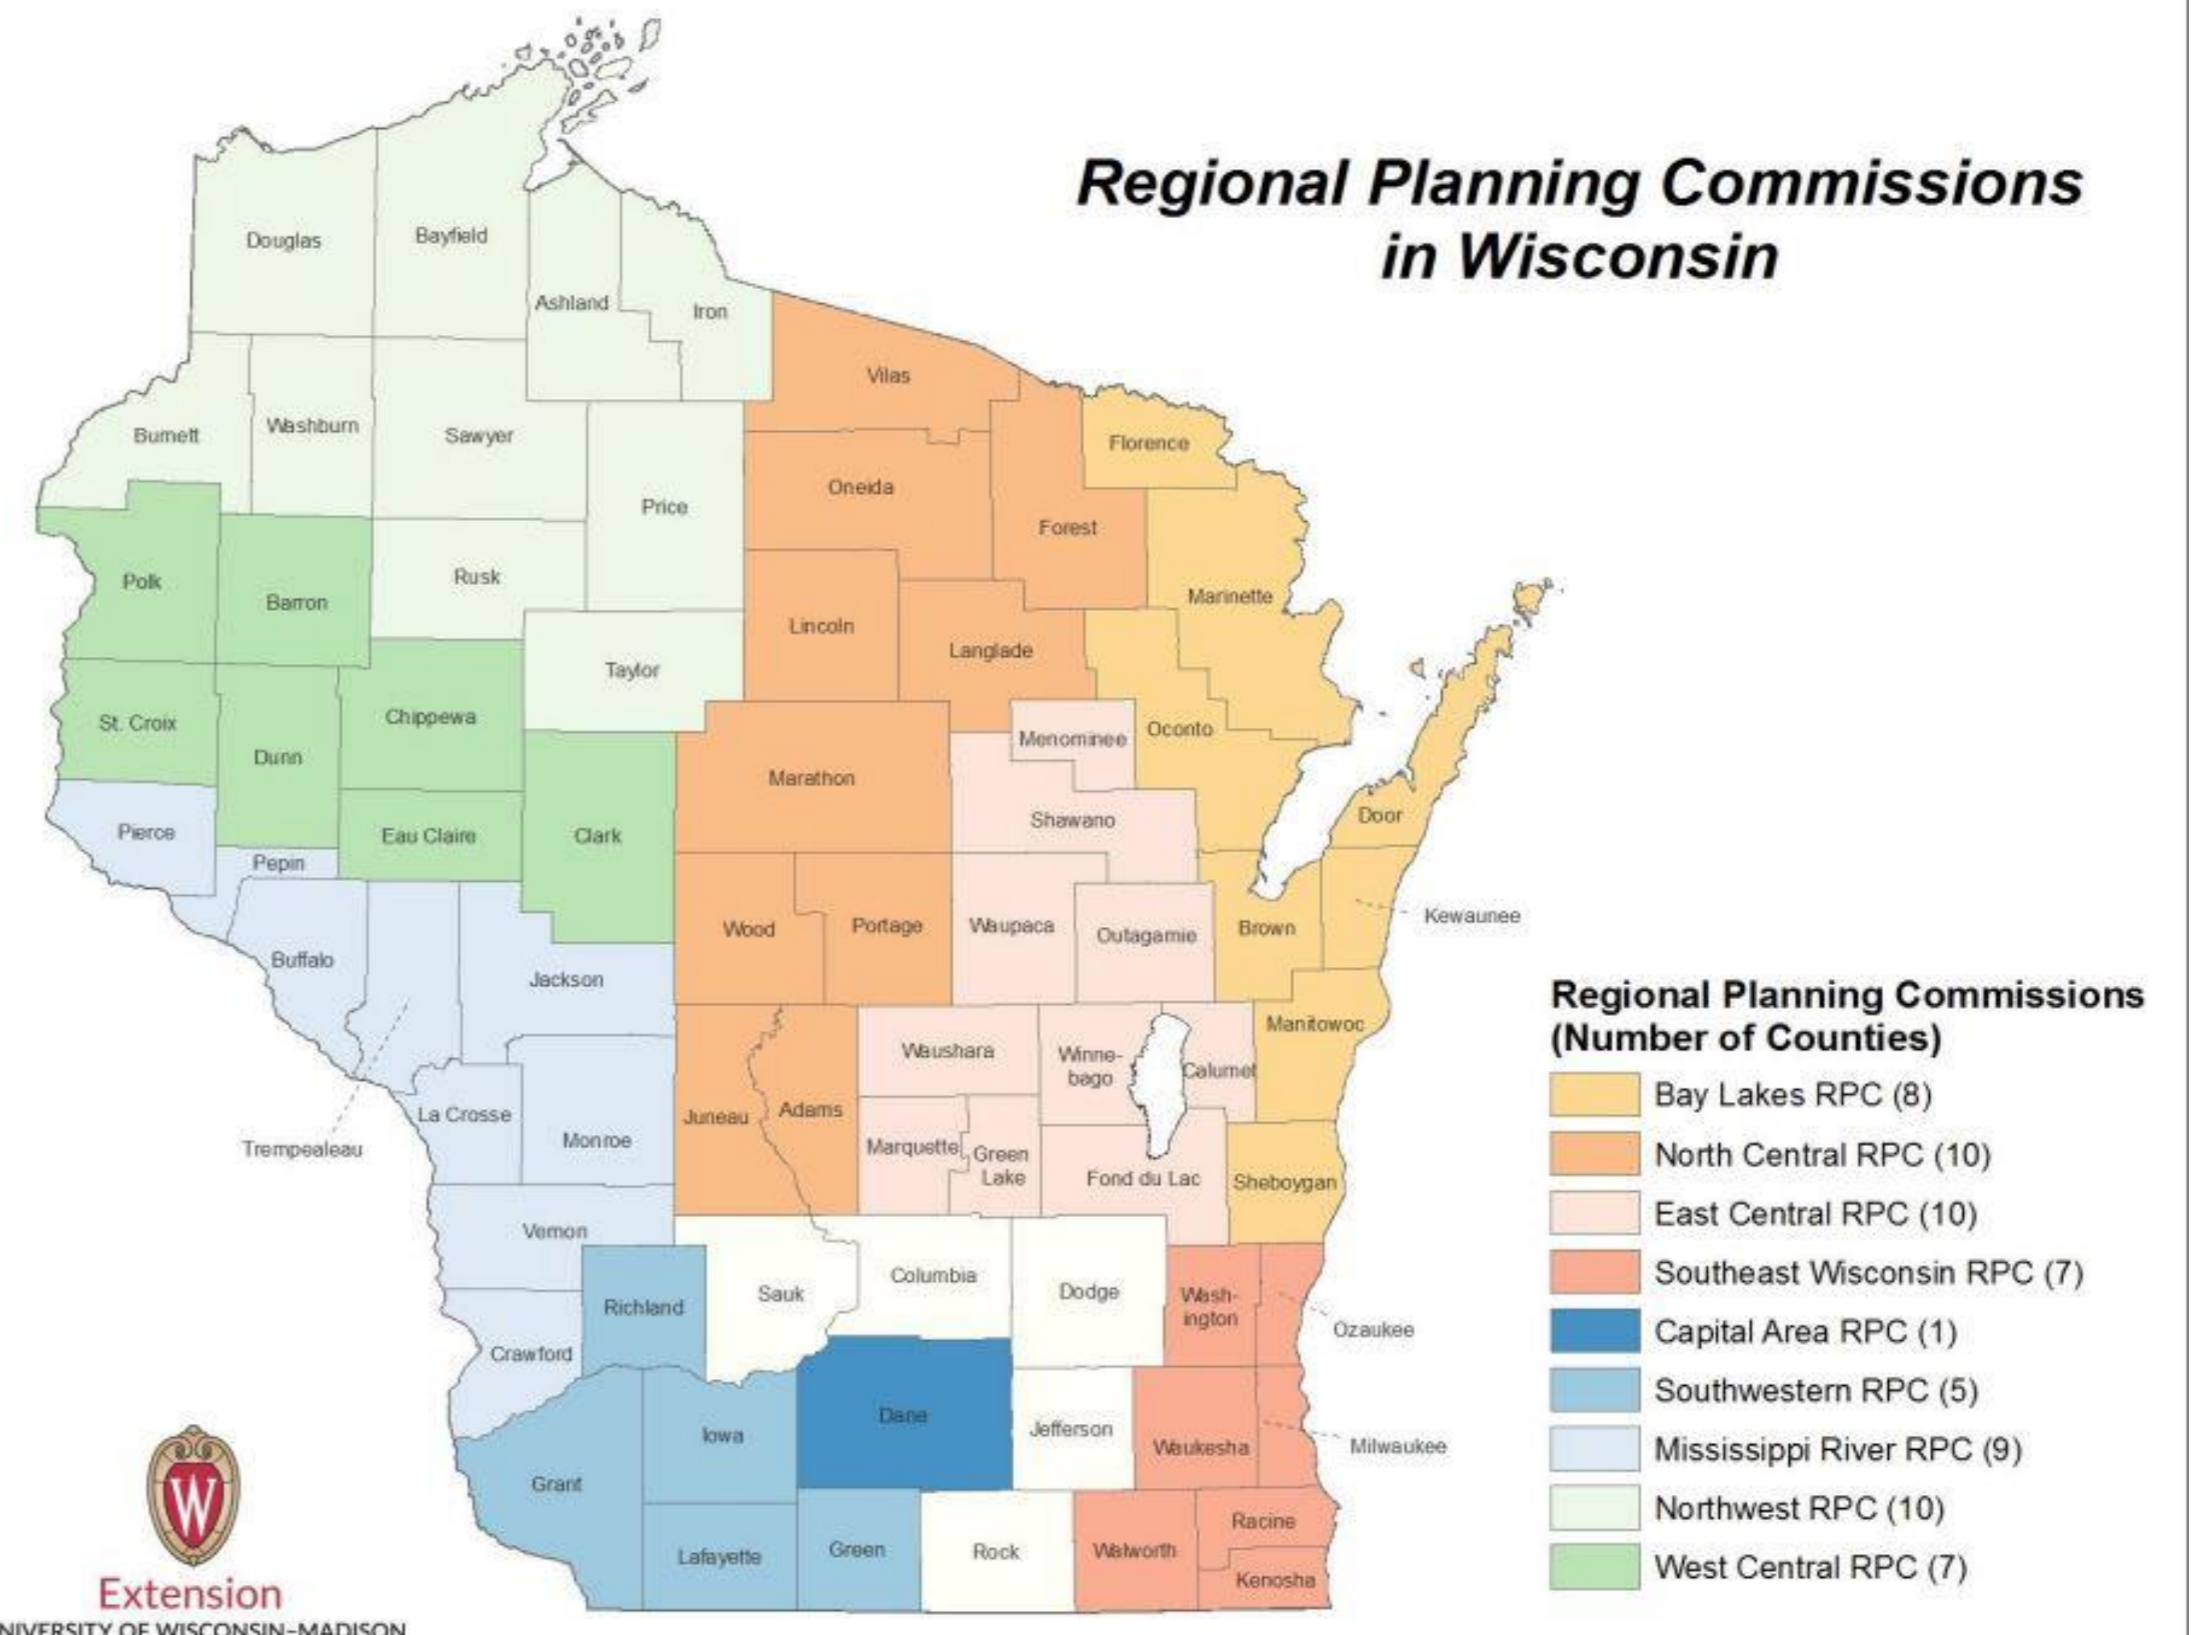 Regional Planning Commissions
in Wisconsin
Douglas
Bayfield
Ashland
Iron
Vilas
Burnett
Washburn
Sawyer
Florence
Oneida
Price
Forest
Polk
Rusk
Barron
Marinette
Lincoln
Langlade
Taylor
St. Croix
Chippewa
Oconto
Menominee
Dunn
Marathon
Door
Shawano
Pierce
Eau Claire
Clark
Pepin
Kewaunee
Wood
Portage
Waupaca
Outagamie
Brown
Buffalo
Jackson
Manitowoc
Waushara
Winne-
bago
Calumet
La Crosse
Juneau
Adams
Monroe
Trempealeau
Marquette
Green
Lake
Fond du Lac
Sheboygan
Vernon
Richland
Sauk
Columbia
Dodge
Wash-
ington
Ozaukee
Crawford
Dane
Iowa
Jefferson
Waukesha
Milwaukee
Grant
Lafayette
Green
Rock
Walworth
Racine
Kenosha
Regional Planning Commissions
(Number of Counties)
Bay Lakes RPC (8)
North Central RPC (10)
East Central RPC (10)
Southeast Wisconsin RPC (7)
Capital Area RPC (1)
Southwestern RPC (5)
Mississippi River RPC (9)
Northwest RPC (10)
West Central RPC (7)
W
Extension
NIVERSITY OF WISCONSIN–MADISON